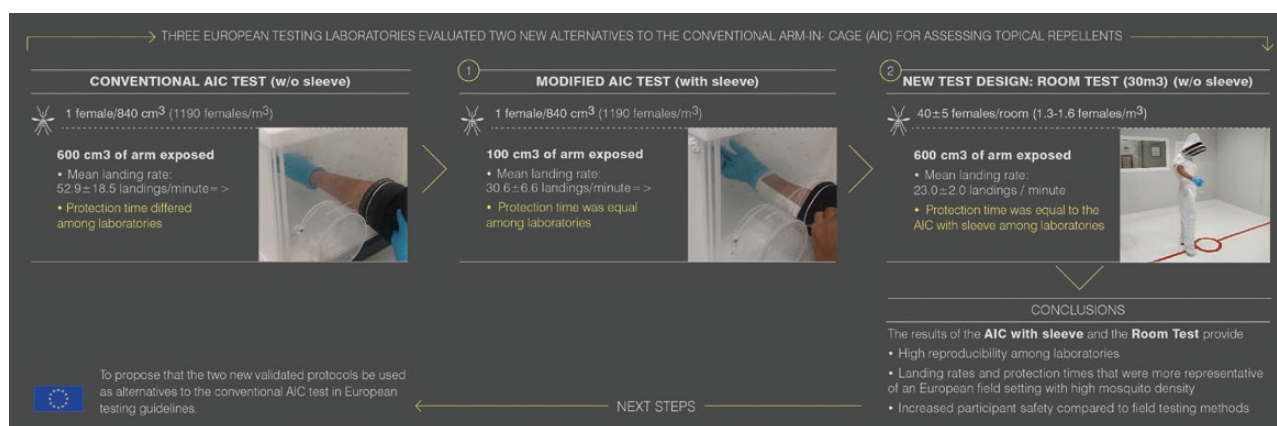 THREE EUROPEAN TESTING LABORATORIES EVALUATED TWO NEW ALTERNATIVES TO THE CONVENTIONAL ARM-IN- CAGE (AIC) FOR ASSESSING TOPICAL REPELLENTS
CONVENTIONAL AIC TEST (w/o sleeve)
1 female/840 cm³ (1190 females/m³)
600 cm3 of arm exposed
• Mean landing rate:
52.9±18.5 landings/minute=>
• Protection time differed
among laboratories
1
MODIFIED AIC TEST (with sleeve)
1 female/840 cm³ (1190 females/m³)
100 cm3 of arm exposed
• Mean landing rate:
30.6±6.6 landings/minute=>
• Protection time was equal
among laboratories
2
NEW TEST DESIGN: ROOM TEST (30m3) (w/o sleeve)
40±5 females/room (1.3-1.6 females/m³)
600 cm3 of arm exposed
• Mean landing rate:
23.0±2.0 landings / minute
• Protection time was equal to the
AIC with sleeve among laboratories
CONCLUSIONS
The results of the AIC with sleeve and the Room Test provide
• High reproducibility among laboratories
• Landing rates and protection times that were more representative
of an European field setting with high mosquito density
• Increased participant safety compared to field testing methods
NEXT STEPS
To propose that the two new validated protocols be used
as alternatives to the conventional AIC test in European
testing guidelines.